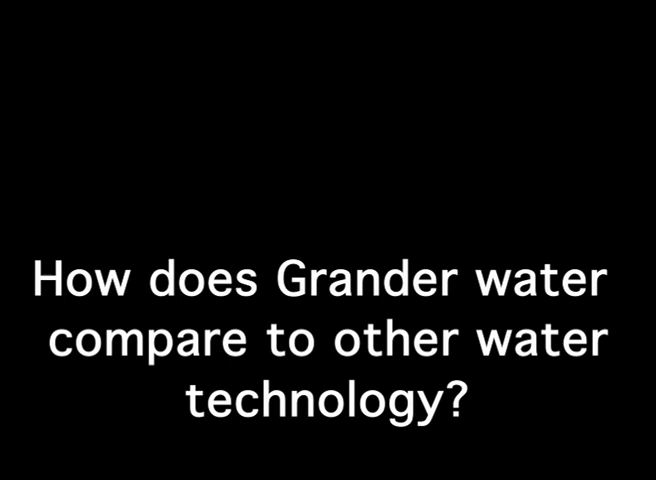 How does Grander water
compare to other water
technology?